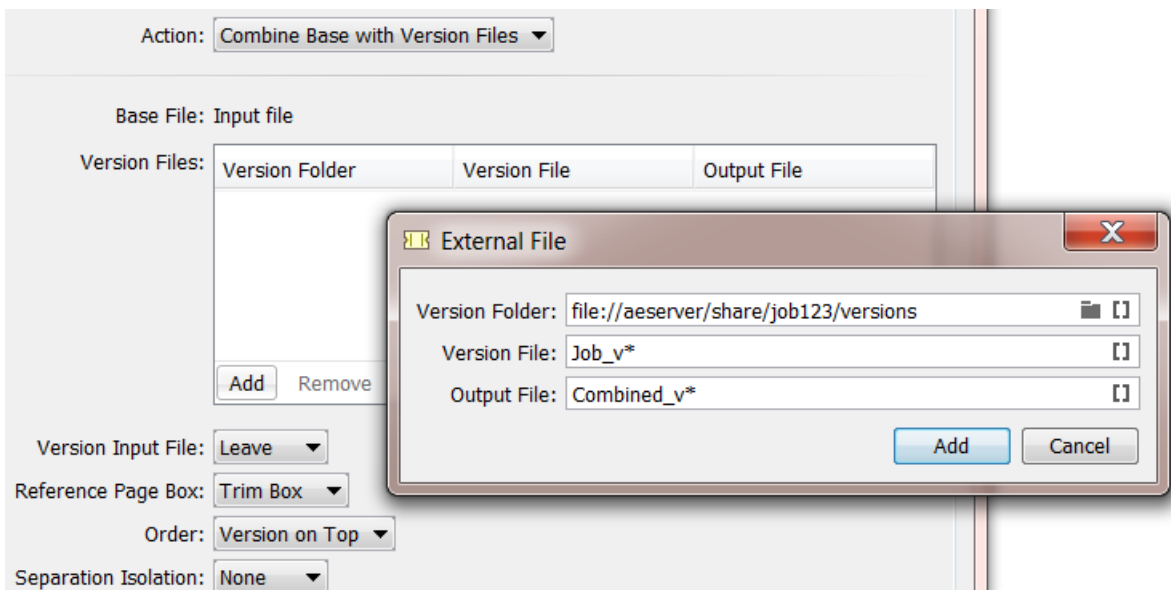 Action: Combine Base with Version Files
Base File: Input file
Version Files: Version Folder Version File Output File
External File
Version Folder: file://aeserver/share/job123/versions
Version File: Job_v*
Output File: Combined_v*
Add Cancel
Add Remove
Version Input File: Leave
Reference Page Box: Trim Box
Order: Version on Top
Separation Isolation: None